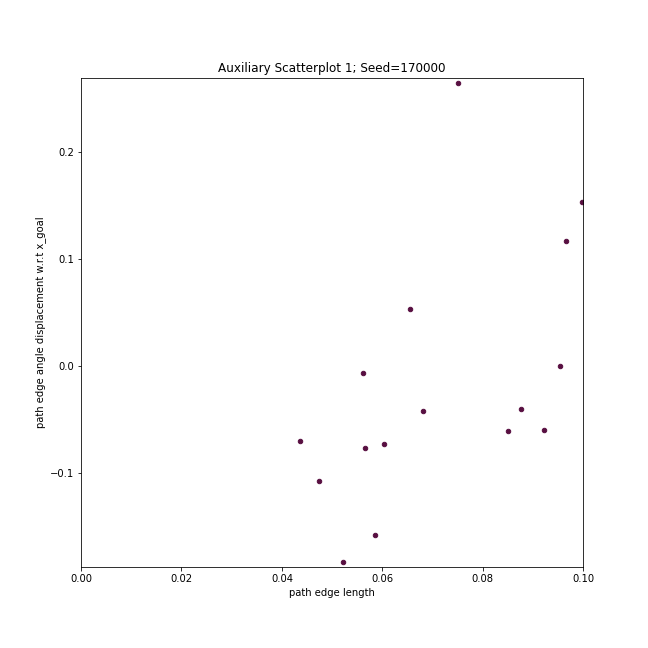 Auxiliary Scatterplot 1; Seed=170000
path edge angle displacement w.r.t x_goal
0.2
0.1
0.0
−0.1
0.00 0.02 0.04 0.06 0.08 0.10
path edge length